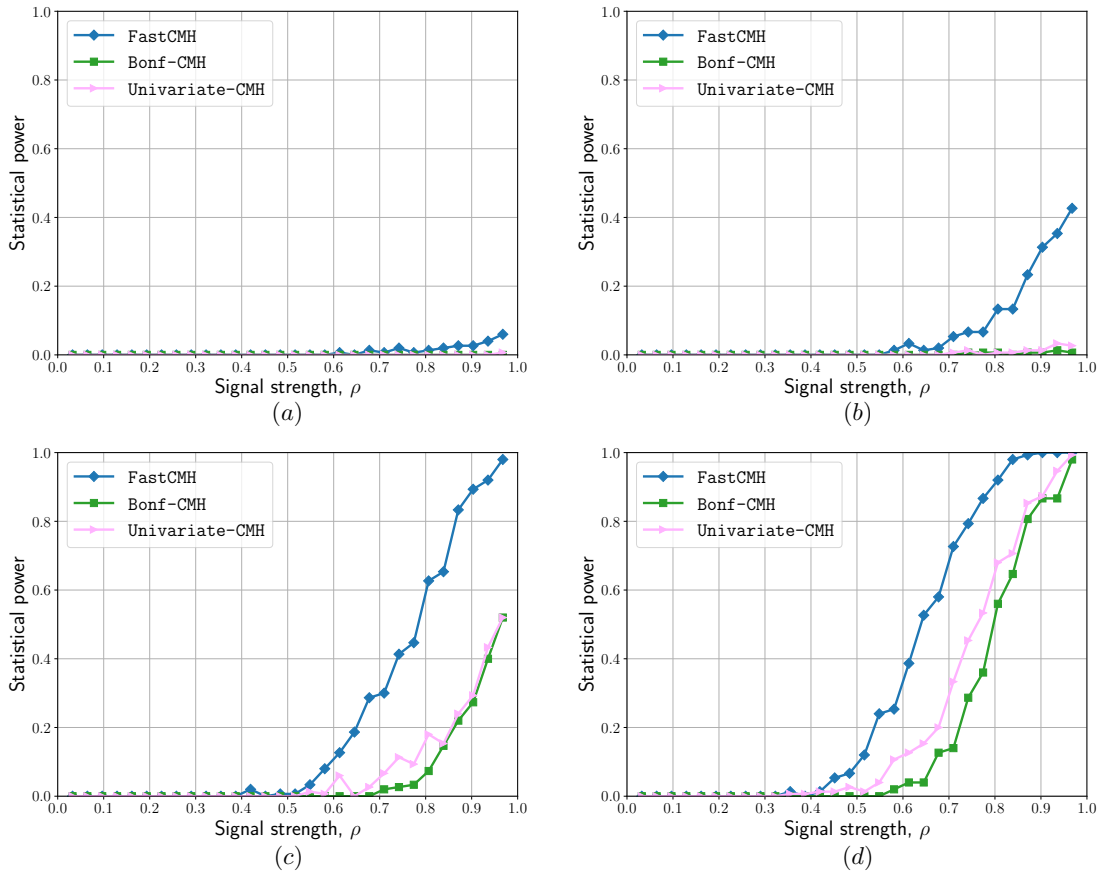 1.0
0.8
0.6
0.4
0.2
0.0
Statistical power
FastCMH
Bonf-CMH
Univariate-CMH
0.0 0.1 0.2 0.3 0.4 0.5 0.6 0.7 0.8 0.9 1.0
Signal strength, ρ
(a)
1.0
0.8
0.6
0.4
0.2
0.0
Statistical power
FastCMH
Bonf-CMH
Univariate-CMH
0.0 0.1 0.2 0.3 0.4 0.5 0.6 0.7 0.8 0.9 1.0
Signal strength, ρ
(b)
1.0
0.8
0.6
0.4
0.2
0.0
Statistical power
FastCMH
Bonf-CMH
Univariate-CMH
0.0 0.1 0.2 0.3 0.4 0.5 0.6 0.7 0.8 0.9 1.0
Signal strength, ρ
(c)
1.0
0.8
0.6
0.4
0.2
0.0
Statistical power
FastCMH
Bonf-CMH
Univariate-CMH
0.0 0.1 0.2 0.3 0.4 0.5 0.6 0.7 0.8 0.9 1.0
Signal strength, ρ
(d)